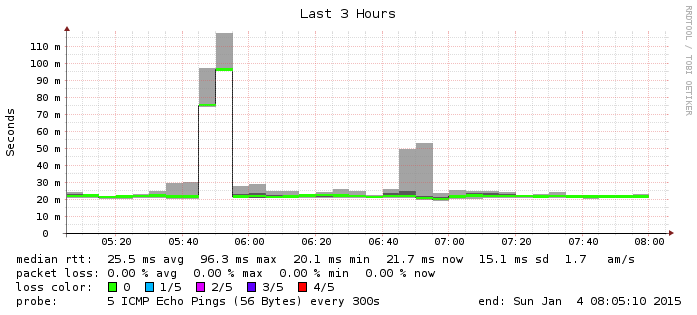 Last 3 Hours
RRDTOOL / TOBI OETIKER
Seconds
110 m
100 m
90 m
80 m
70 m
60 m
50 m
40 m
30 m
20 m
10 m
0
05:20 05:40 06:00 06:20 06:40 07:00 07:20 07:40 08:00
median rtt: 25.5 ms avg 96.3 ms max 20.1 ms min 21.7 ms now 15.1 ms sd 1.7 am/s
packet loss: 0.00 % avg 0.00 % max 0.00 % min 0.00 % now
loss color: 0 1/5 2/5 3/5 4/5
probe: 5 ICMP Echo Pings (56 Bytes) every 300s end: Sun Jan 4 08:05:10 2015